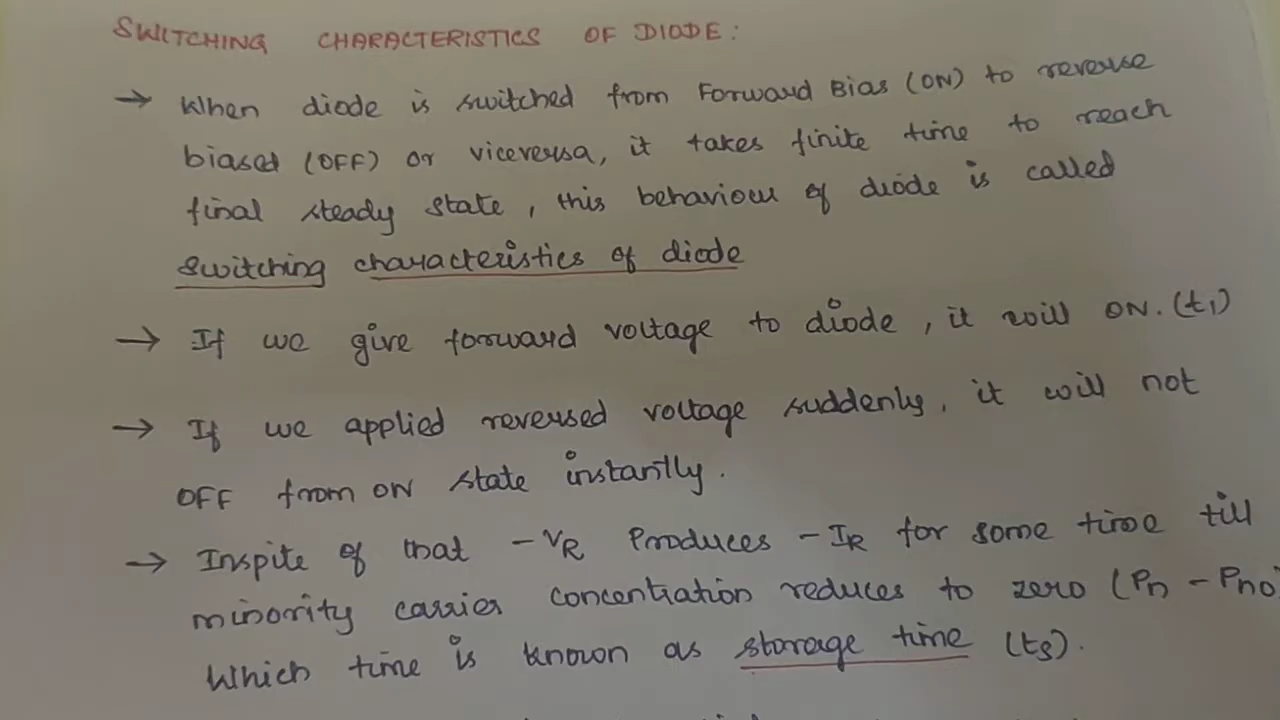 SWITCHING CHARACTERISTICS OF DIODE:
→ When diode is switched from Forward Bias (ON) to reverse
biased (OFF) or viceversa, it takes finite time to reach
final steady state, this behaviour of diode is called
switching characteristics of diode
→ If we give forward voltage to diode, it will ON. (t1)
→ If we applied reversed voltage suddenly, it will not
OFF from ON state instantly.
→ Inspite of that -VR Produces -IR for some time till
minority carrier concentration reduces to zero (Pn - Pno)
Which time is known as storage time (ts).